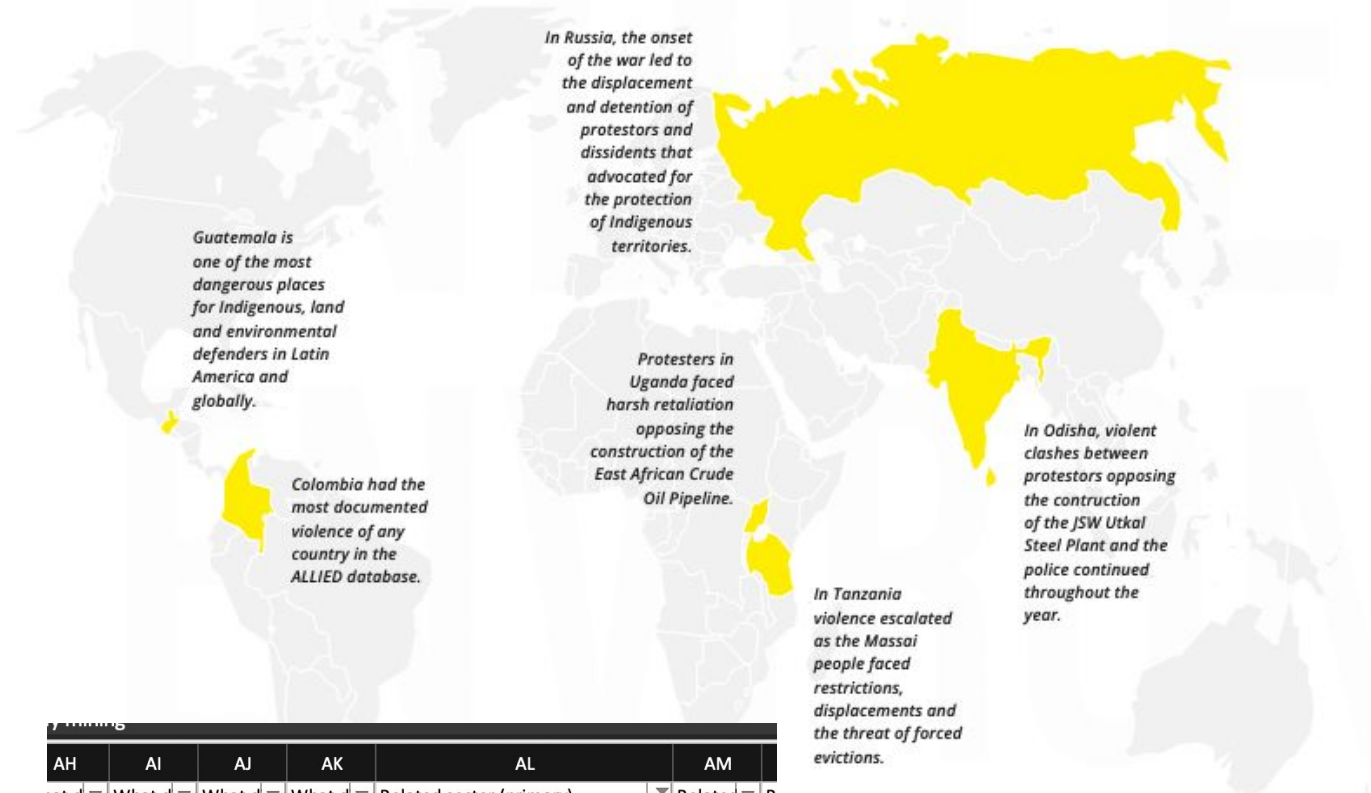 In Russia, the onset
of the war led to
the displacement
and detention of
protestors and
dissidents that
advocated for
the protection
of Indigenous
territories.
Guatemala is
one of the most
dangerous places
for Indigenous, land
and environmental
defenders in Latin
America and
globally.
Protesters in
Uganda faced
harsh retaliation
opposing the
construction of the
East African Crude
Oil Pipeline.
In Odisha, violent
clashes between
protestors opposing
the contruction
of the JSW Utkal
Steel Plant and the
police continued
throughout the
year.
Colombia had the
most documented
violence of any
country in the
ALLIED database.
In Tanzania
violence escalated
as the Massai
people faced
restrictions,
displacements and
the threat of forced
evictions.
mining
AH AI AJ AK AL AM
What d What d What d Related sector (primary) Related